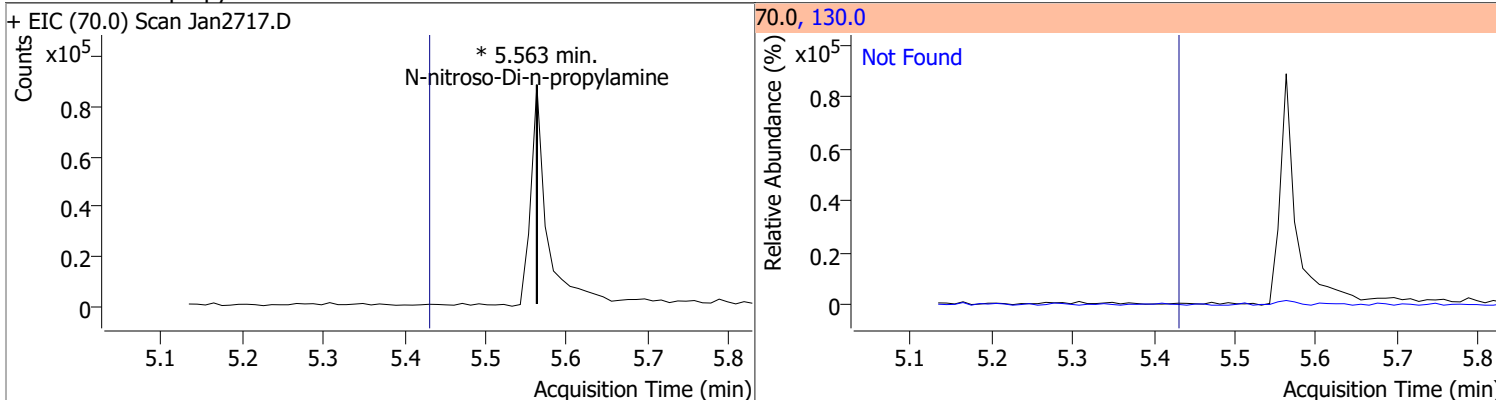 + EIC (70.0) Scan Jan2717.D
Counts
x10⁵
* 5.563 min.
N-nitroso-Di-n-propylamine
0.8
0.6
0.4
0.2
0
5.1 5.2 5.3 5.4 5.5 5.6 5.7 5.8
Acquisition Time (min)
70.0, 130.0
Relative Abundance (%)
x10⁵
Not Found
0.8
0.6
0.4
0.2
0
5.1 5.2 5.3 5.4 5.5 5.6 5.7 5.8
Acquisition Time (min)